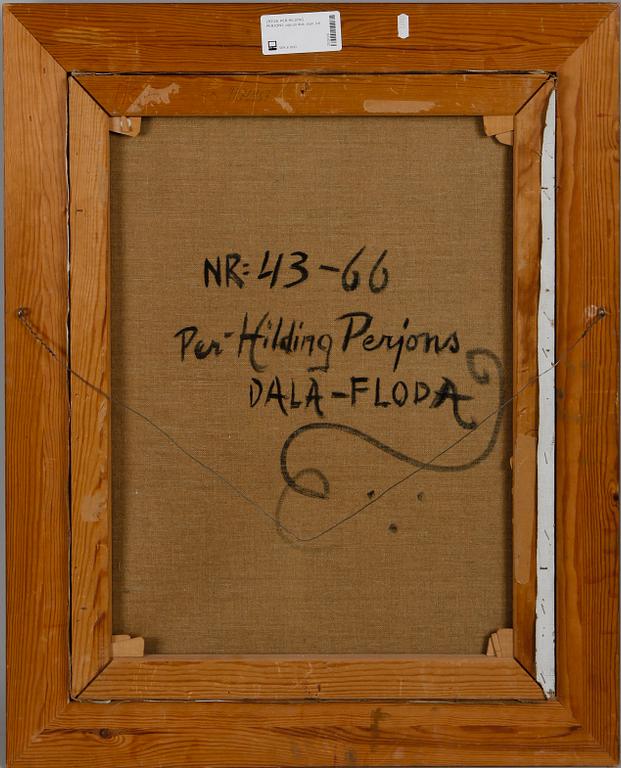 NR: 43-66
Per-Hilding Perjons
DALA-FLODA